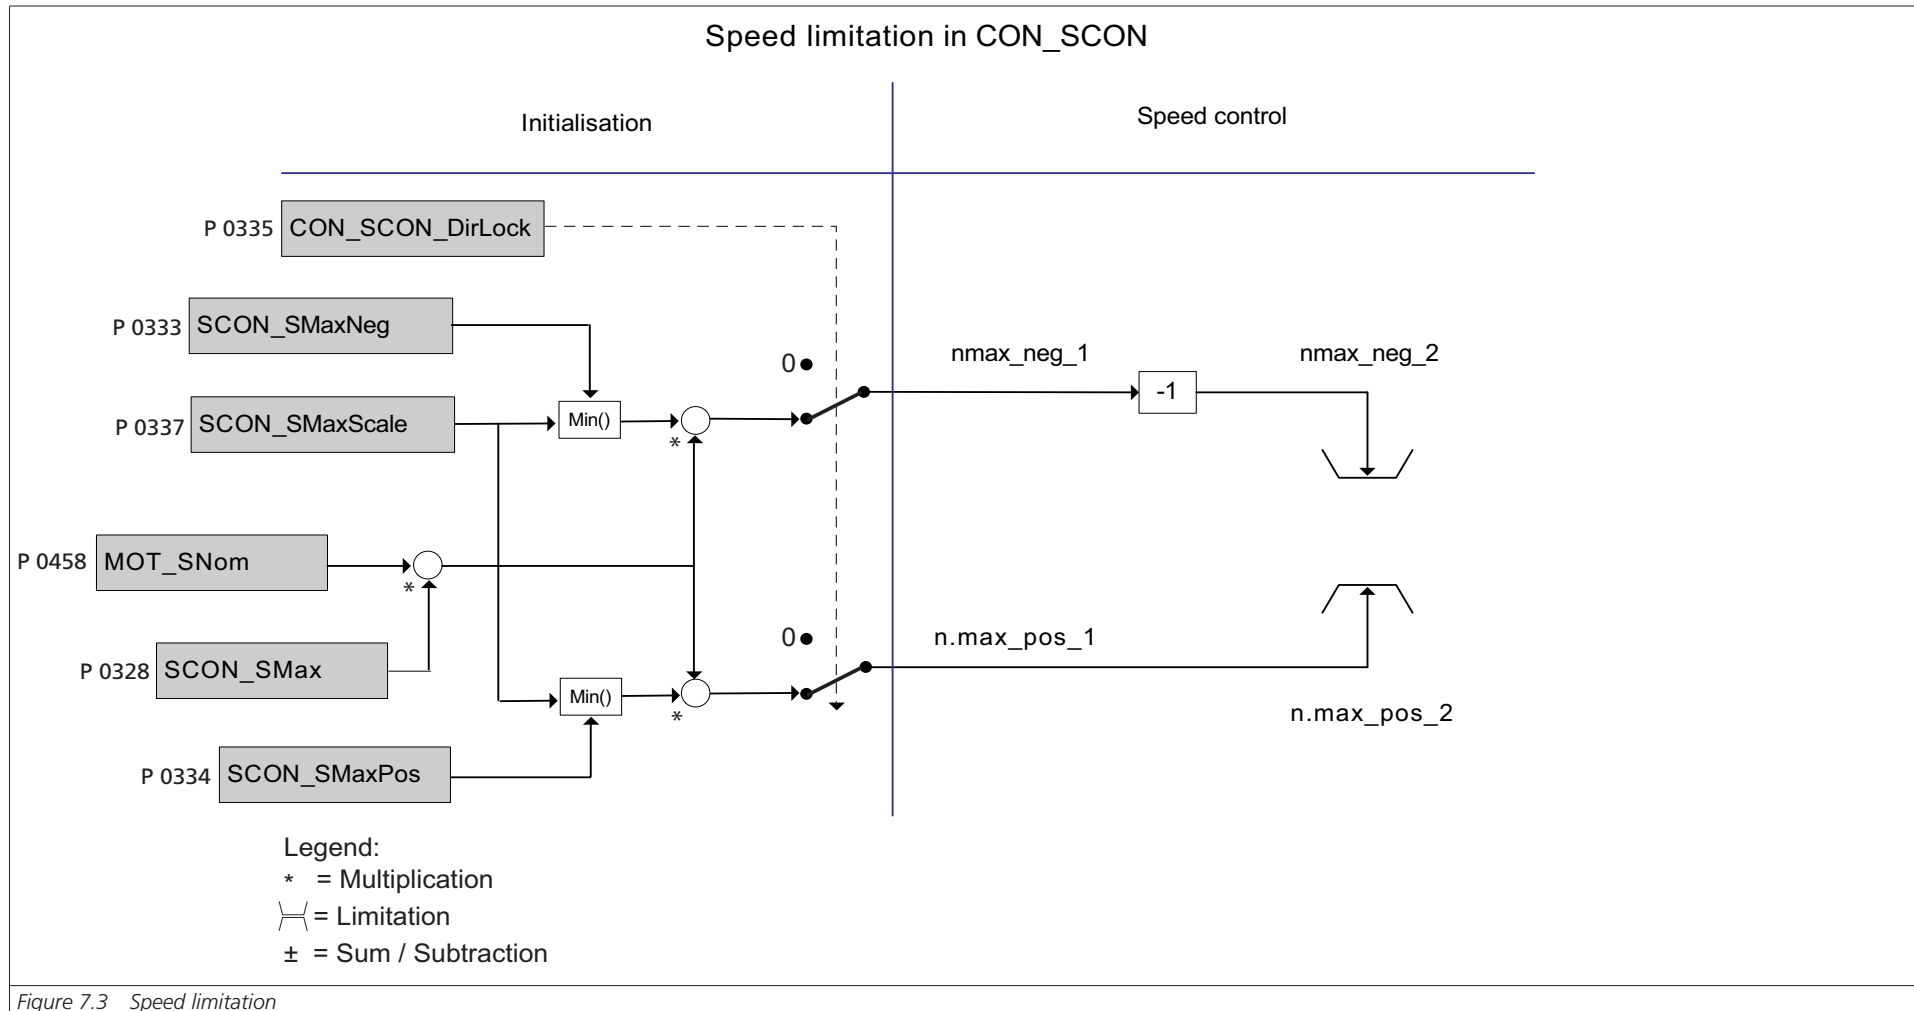 Speed limitation in CON_SCON
Initialisation
Speed control
P 0335 CON_SCON_DirLock
P 0333 SCON_SMaxNeg
0
nmax_neg_1
nmax_neg_2
-1
P 0337 SCON_SMaxScale
Min()
*
P 0458 MOT_SNom
*
0
n.max_pos_1
P 0328 SCON_SMax
Min()
*
n.max_pos_2
P 0334 SCON_SMaxPos
Legend:
* = Multiplication
= Limitation
± = Sum / Subtraction
Figure 7.3 Speed limitation